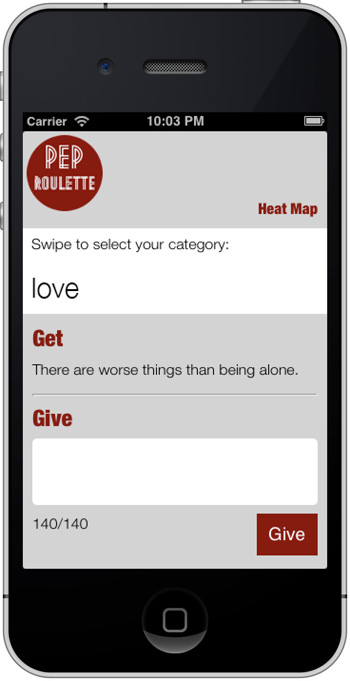 Carrier 10:03 PM
PEP
ROULETTE
Heat Map
Swipe to select your category:
love
Get
There are worse things than being alone.
Give
140/140
Give